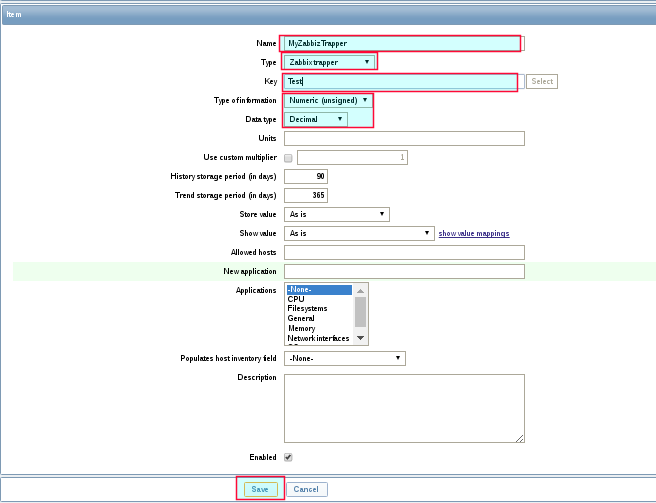 Item
Name MyZabbizTrapper
Type Zabbix trapper
Key Test Select
Type of information Numeric (unsigned)
Data type Decimal
Units
Use custom multiplier 1
History storage period (in days) 90
Trend storage period (in days) 365
Store value As is
Show value As is show value mappings
Allowed hosts
New application
Applications -None-
CPU
Filesystems
General
Memory
Network interfaces
Populates host inventory field -None-
Description
Enabled
Save Cancel